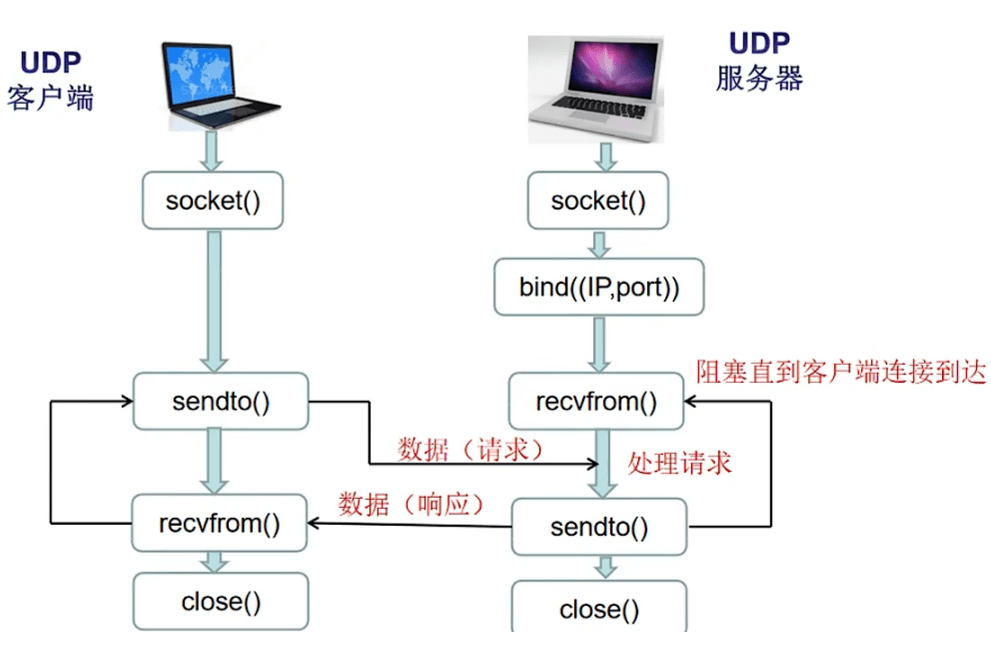 UDP
客户端
UDP
服务器
socket()
socket()
bind((IP,port))
阻塞直到客户端连接到达
sendto()
recvfrom()
数据（请求）
处理请求
数据（响应）
recvfrom()
sendto()
close()
close()